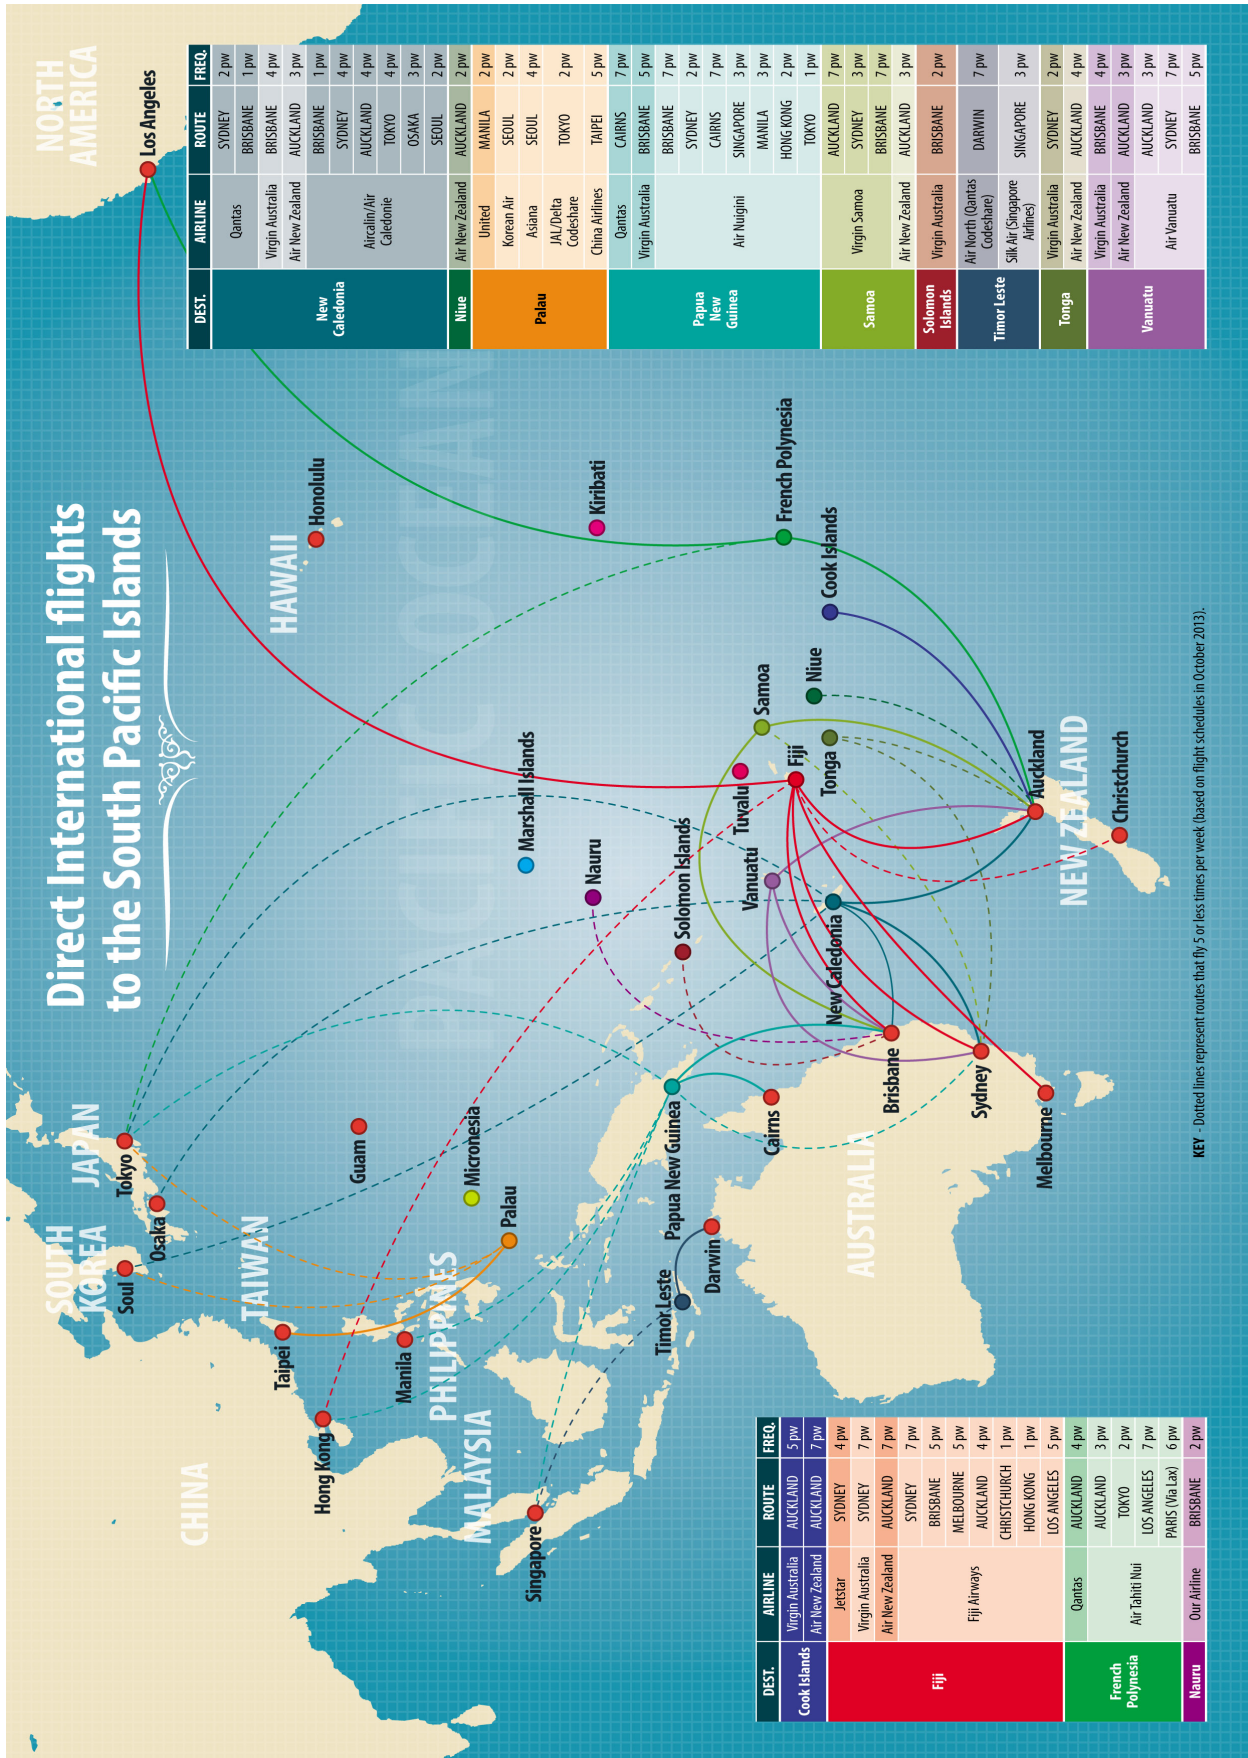 Direct International flights
to the South Pacific Islands
NORTH
AMERICA
Los Angeles
HAWAII
Honolulu
PACIFIC OCEAN
Kiribati
French Polynesia
Cook Islands
Niue
Samoa
Tonga
Fiji
Tuvalu
Marshall Islands
Vanuatu
Nauru
Solomon Islands
New Caledonia
NEW ZEALAND
Auckland
Christchurch
JAPAN
Tokyo
Osaka
SOUTH
KOREA
Soul
Guam
Micronesia
Palau
TAIWAN
Taipei
PHILIPPINES
Manila
CHINA
Hong Kong
MALAYSIA
Singapore
Papua New Guinea
Timor Leste
Darwin
Cairns
Brisbane
Sydney
Melbourne
AUSTRALIA
DEST. AIRLINE ROUTE FREQ.
Cook Islands Virgin Australia AUCKLAND 5 pw
Air New Zealand AUCKLAND 7 pw
Fiji Jetstar SYDNEY 4 pw
Virgin Australia SYDNEY 7 pw
Air New Zealand AUCKLAND 7 pw
Fiji Airways SYDNEY 7 pw
BRISBANE 5 pw
MELBOURNE 5 pw
AUCKLAND 4 pw
CHRISTCHURCH 1 pw
HONG KONG 1 pw
LOS ANGELES 5 pw
French
Polynesia Qantas AUCKLAND 4 pw
Air Tahiti Nui AUCKLAND 3 pw
TOKYO 2 pw
LOS ANGELES 7 pw
PARIS (Via Lax) 6 pw
Nauru Our Airline BRISBANE 2 pw
DEST. AIRLINE ROUTE FREQ.
New
Caledonia Qantas SYDNEY 2 pw
BRISBANE 1 pw
Virgin Australia BRISBANE 4 pw
Air New Zealand AUCKLAND 3 pw
Aircalin/Air
Caledonie BRISBANE 1 pw
SYDNEY 4 pw
AUCKLAND 4 pw
TOKYO 4 pw
OSAKA 3 pw
SEOUL 2 pw
Niue Air New Zealand AUCKLAND 2 pw
Palau United MANILA 2 pw
Korean Air SEOUL 2 pw
Asiana SEOUL 4 pw
JAL/Delta
Codeshare TOKYO 2 pw
China Airlines TAIPEI 5 pw
Papua
New
Guinea Qantas CAIRNS 7 pw
Virgin Australia BRISBANE 5 pw
Air Nuigini BRISBANE 7 pw
SYDNEY 2 pw
CAIRNS 7 pw
SINGAPORE 3 pw
MANILA 3 pw
HONG KONG 2 pw
TOKYO 1 pw
Samoa Virgin Samoa AUCKLAND 7 pw
SYDNEY 3 pw
BRISBANE 7 pw
Air New Zealand AUCKLAND 3 pw
Solomon
Islands Virgin Australia BRISBANE 2 pw
Timor Leste Air North (Qantas
Codeshare) DARWIN 7 pw
Silk Air (Singapore
Airlines) SINGAPORE 3 pw
Tonga Virgin Australia SYDNEY 2 pw
Air New Zealand AUCKLAND 4 pw
Vanuatu Virgin Australia BRISBANE 4 pw
Air New Zealand AUCKLAND 3 pw
Air Vanuatu AUCKLAND 3 pw
SYDNEY 7 pw
BRISBANE 5 pw
KEY - Dotted lines represent routes that fly 5 or less times per week (based on flight schedules in October 2013).